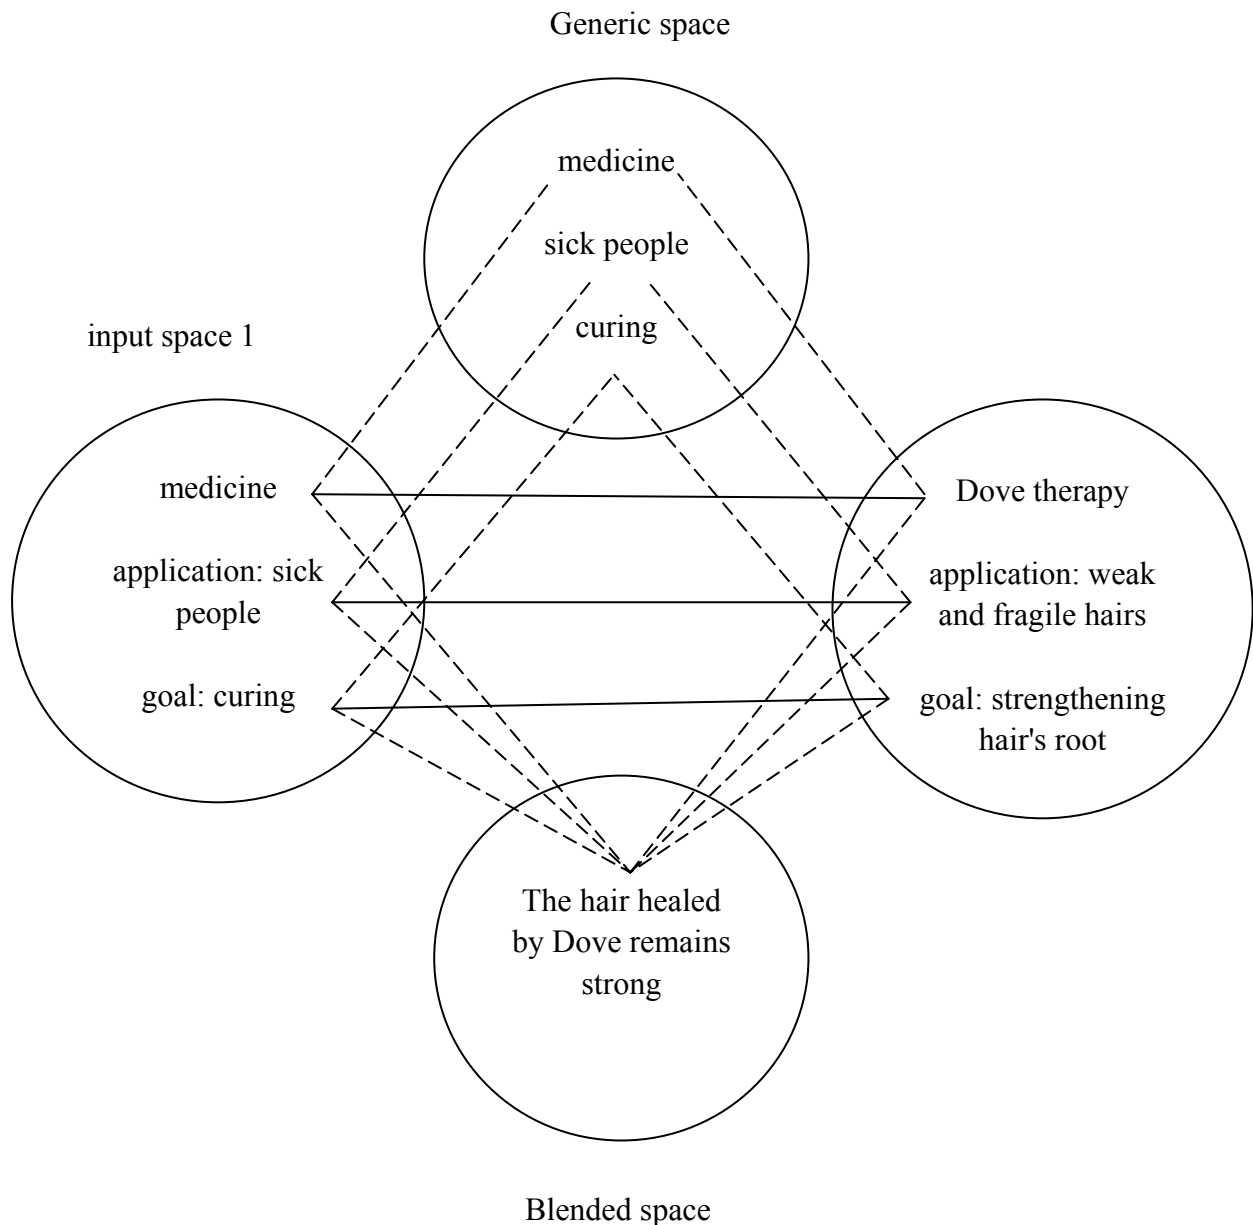 Generic space
medicine
sick people
curing
input space 1
medicine
application: sick
people
goal: curing
Dove therapy
application: weak
and fragile hairs
goal: strengthening
hair's root
The hair healed
by Dove remains
strong
Blended space